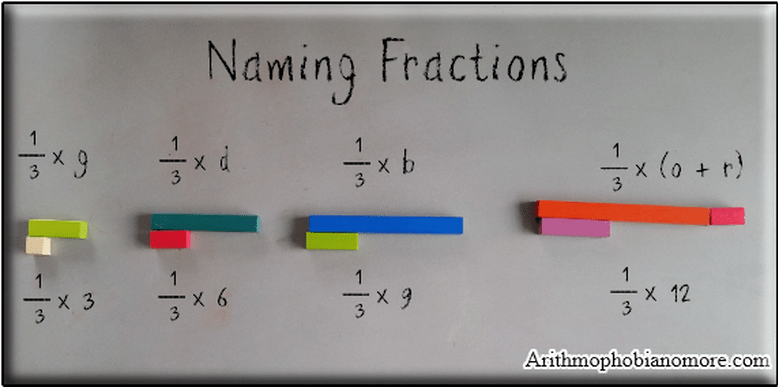 Naming Fractions
1/3 x g
1/3 x d
1/3 x b
1/3 x (o + r)
1/3 x 3
1/3 x 6
1/3 x 9
1/3 x 12
Arithmophobianomore.com